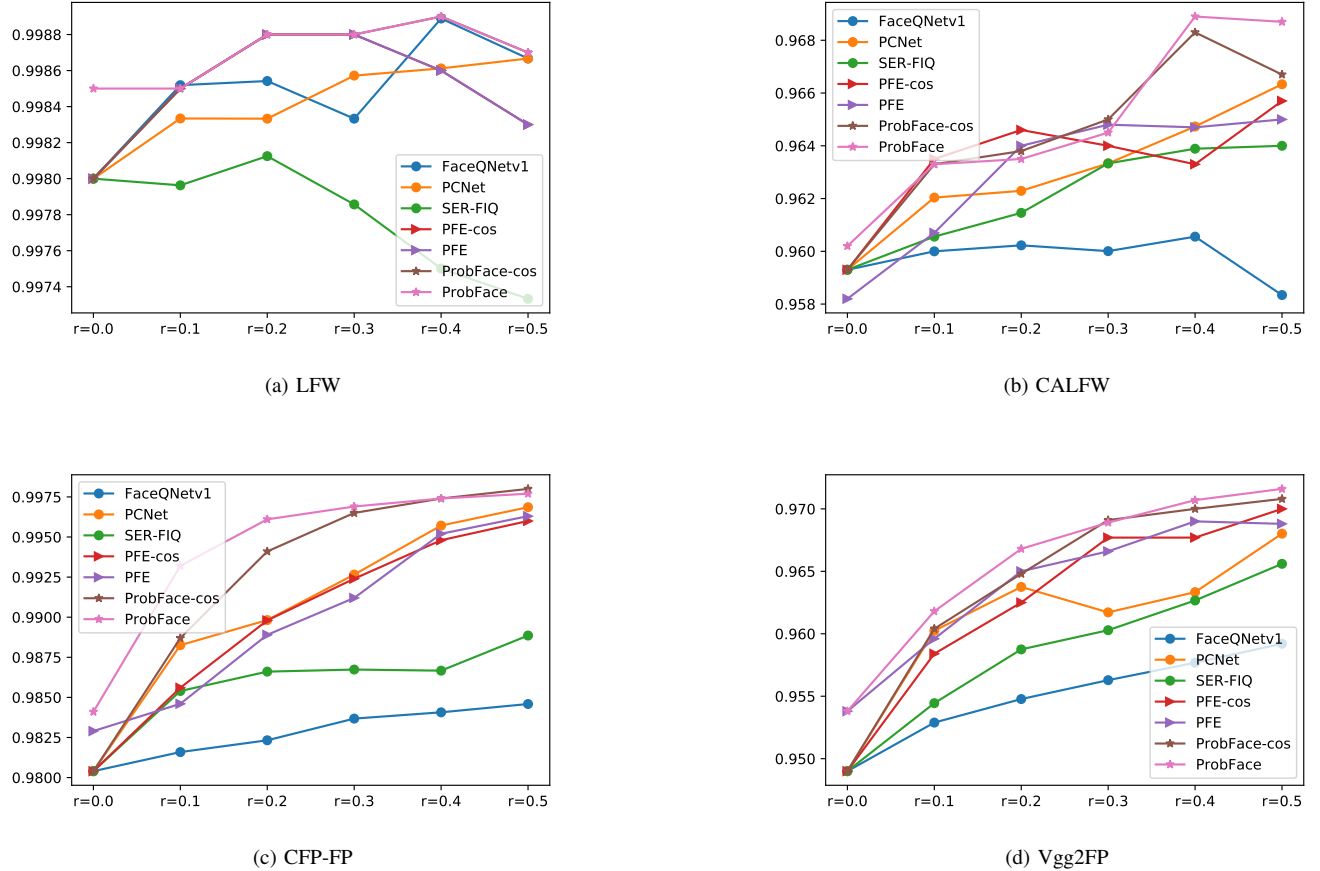 0.9988
0.9986
0.9984
0.9982
0.9980
0.9978
0.9976
0.9974
FaceQNetv1
PCNet
SER-FIQ
PFE-cos
PFE
ProbFace-cos
ProbFace
r=0.0 r=0.1 r=0.2 r=0.3 r=0.4 r=0.5
(a) LFW
0.968
0.966
0.964
0.962
0.960
0.958
FaceQNetv1
PCNet
SER-FIQ
PFE-cos
PFE
ProbFace-cos
ProbFace
r=0.0 r=0.1 r=0.2 r=0.3 r=0.4 r=0.5
(b) CALFW
0.9975
0.9950
0.9925
0.9900
0.9875
0.9850
0.9825
0.9800
FaceQNetv1
PCNet
SER-FIQ
PFE-cos
PFE
ProbFace-cos
ProbFace
r=0.0 r=0.1 r=0.2 r=0.3 r=0.4 r=0.5
(c) CFP-FP
0.970
0.965
0.960
0.955
0.950
FaceQNetv1
PCNet
SER-FIQ
PFE-cos
PFE
ProbFace-cos
ProbFace
r=0.0 r=0.1 r=0.2 r=0.3 r=0.4 r=0.5
(d) Vgg2FP